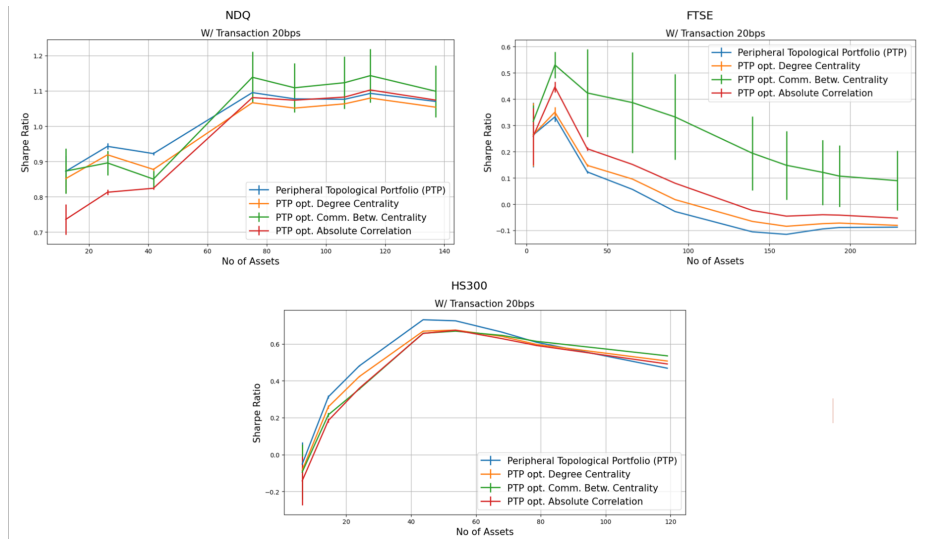 NDQ
W/ Transaction 20bps
Sharpe Ratio
1.2
1.1
1.0
0.9
0.8
0.7
Peripheral Topological Portfolio (PTP)
PTP opt. Degree Centrality
PTP opt. Comm. Betw. Centrality
PTP opt. Absolute Correlation
20 40 60 80 100 120 140
No of Assets
FTSE
W/ Transaction 20bps
Sharpe Ratio
0.6
0.5
0.4
0.3
0.2
0.1
0.0
−0.1
Peripheral Topological Portfolio (PTP)
PTP opt. Degree Centrality
PTP opt. Comm. Betw. Centrality
PTP opt. Absolute Correlation
0 50 100 150 200
No of Assets
HS300
W/ Transaction 20bps
Sharpe Ratio
0.6
0.4
0.2
0.0
−0.2
Peripheral Topological Portfolio (PTP)
PTP opt. Degree Centrality
PTP opt. Comm. Betw. Centrality
PTP opt. Absolute Correlation
20 40 60 80 100 120
No of Assets